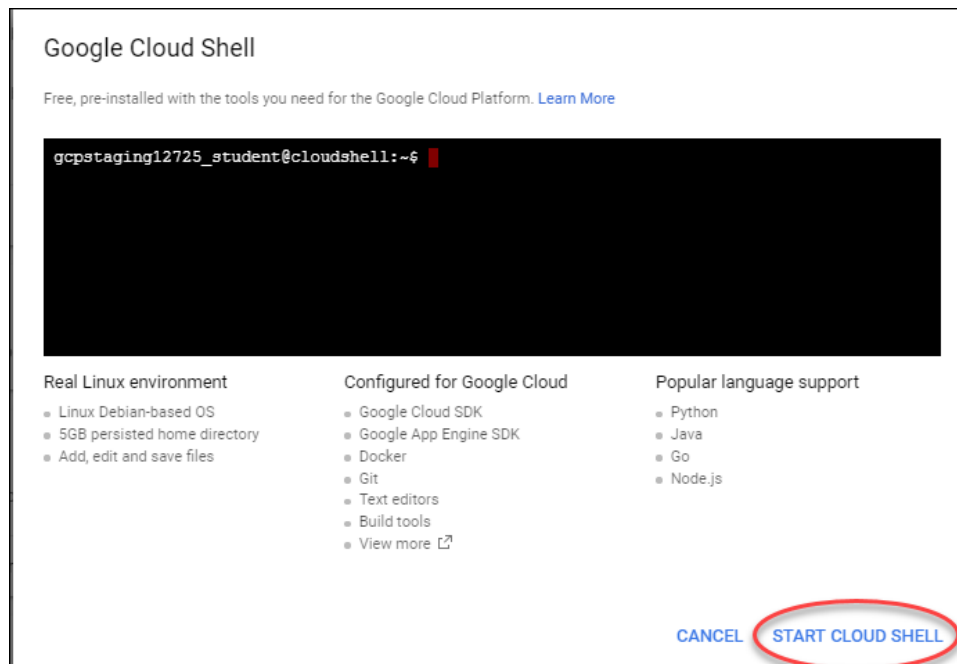 Google Cloud Shell
Free, pre-installed with the tools you need for the Google Cloud Platform. Learn More
gcpstaging12725_student@cloudshell:~$
Real Linux environment
Linux Debian-based OS
5GB persisted home directory
Add, edit and save files
Configured for Google Cloud
Google Cloud SDK
Google App Engine SDK
Docker
Git
Text editors
Build tools
View more
Popular language support
Python
Java
Go
Node.js
CANCEL START CLOUD SHELL